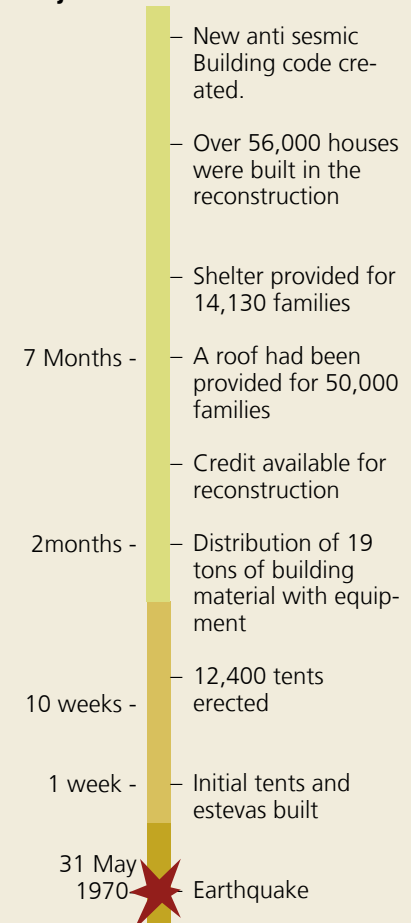 New anti sesmic
Building code cre-
ated.
Over 56,000 houses
were built in the
reconstruction
Shelter provided for
14,130 families
7 Months -
A roof had been
provided for 50,000
families
Credit available for
reconstruction
2months -
Distribution of 19
tons of building
material with equip-
ment
12,400 tents
erected
10 weeks -
1 week -
Initial tents and
estevas built
31 May
1970
Earthquake